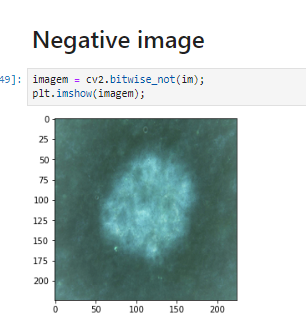 Negative image
49]: imagem = cv2.bitwise_not(im);
plt.imshow(imagem);
0
25
50
75
100
125
150
175
200
0 50 100 150 200